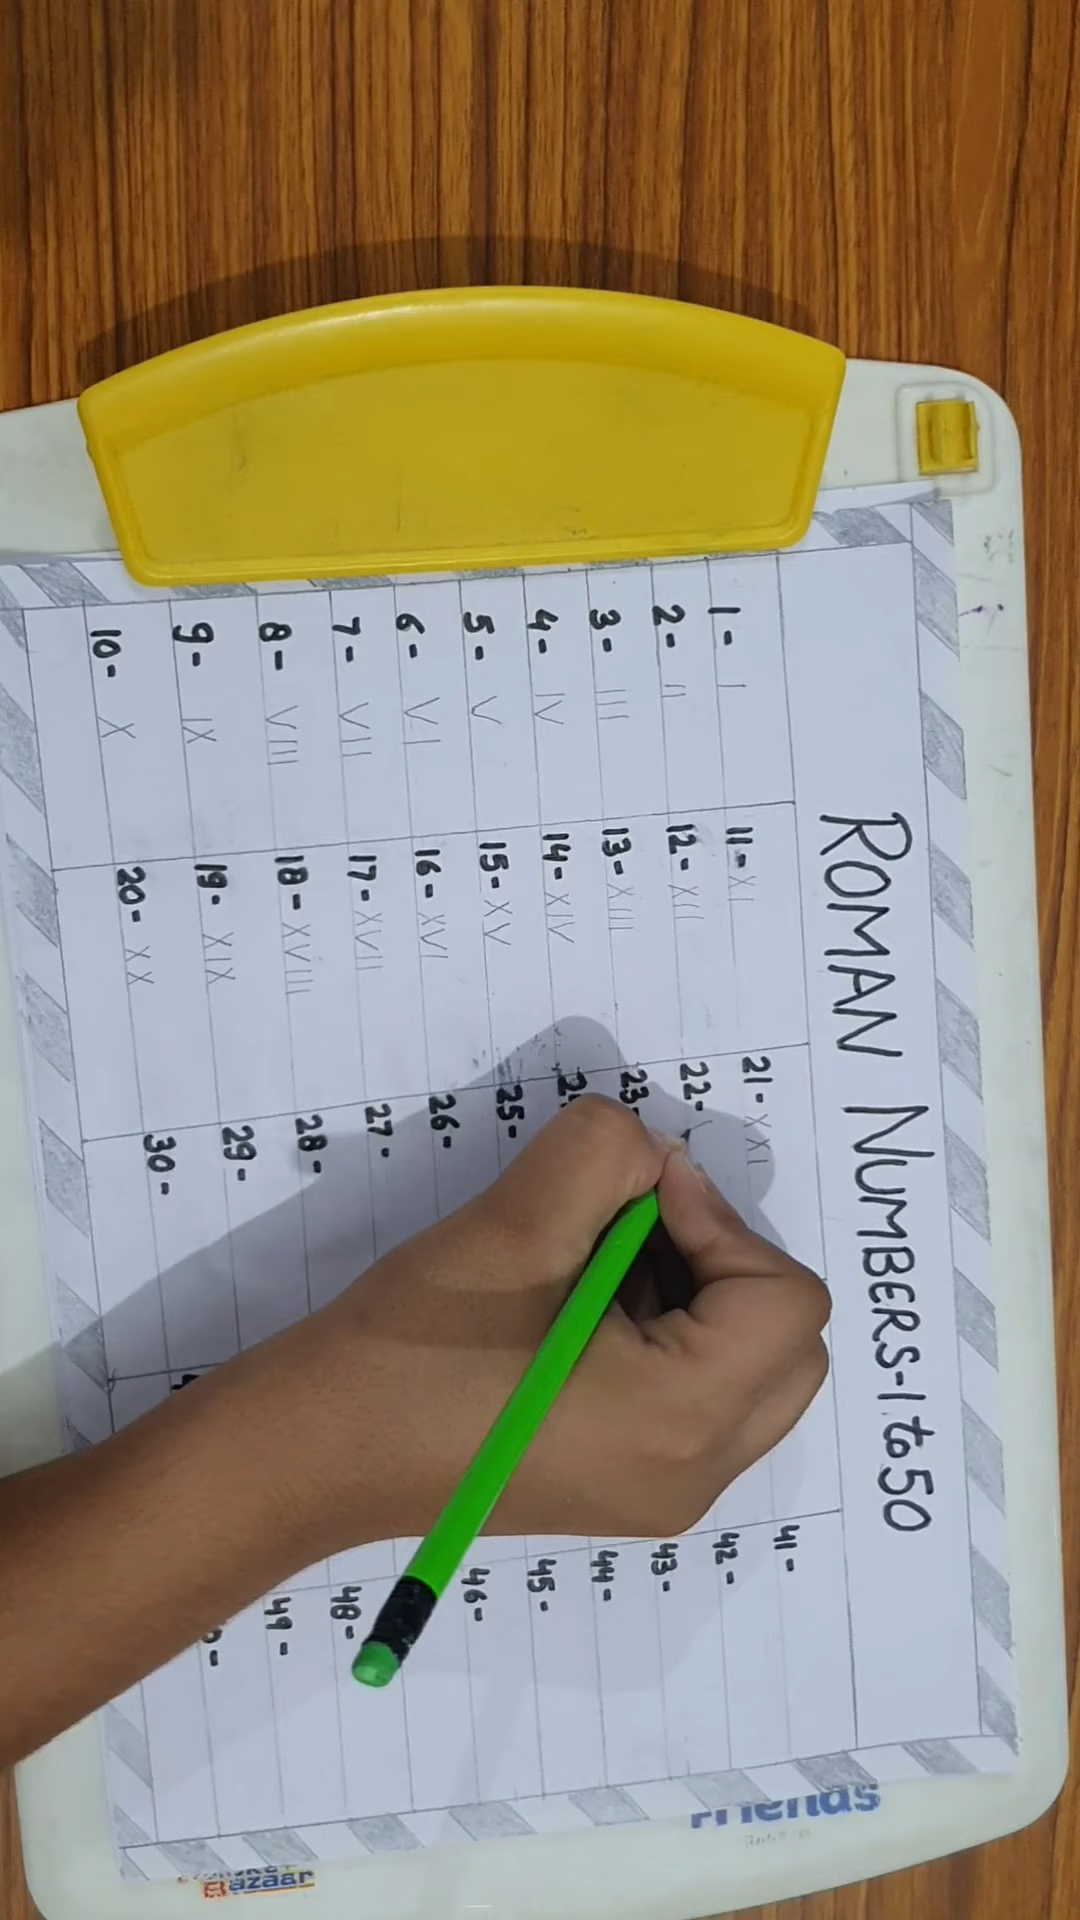 ROMAN NUMBERS-1 to 50
1- I
2- II
3- III
4- IV
5- V
6- VI
7- VII
8- VIII
9- IX
10- X
11- XI
12- XII
13- XIII
14- XIV
15- XV
16- XVI
17- XVII
18- XVIII
19- XIX
20- XX
21- XXI
22-
23-
25-
26-
27-
28-
29-
30-
41-
42-
43-
44-
45-
46-
48-
49-
Friends
Bazaar